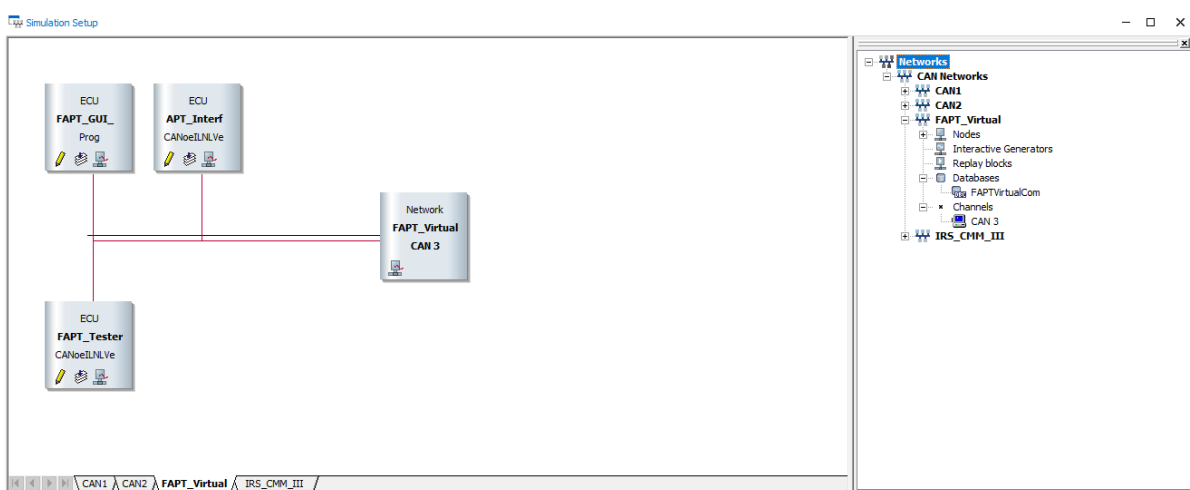 Simulation Setup
ECU
FAPT_GUI_
Prog
ECU
APT_Interf
CANoeILNLVe
Network
FAPT_Virtual
CAN 3
ECU
FAPT_Tester
CANoeILNLVe
CAN1
CAN2
FAPT_Virtual
IRS_CMM_III
Networks
CAN Networks
CAN1
CAN2
FAPT_Virtual
Nodes
Interactive Generators
Replay blocks
Databases
FAPTVirtualCom
Channels
CAN 3
IRS_CMM_III